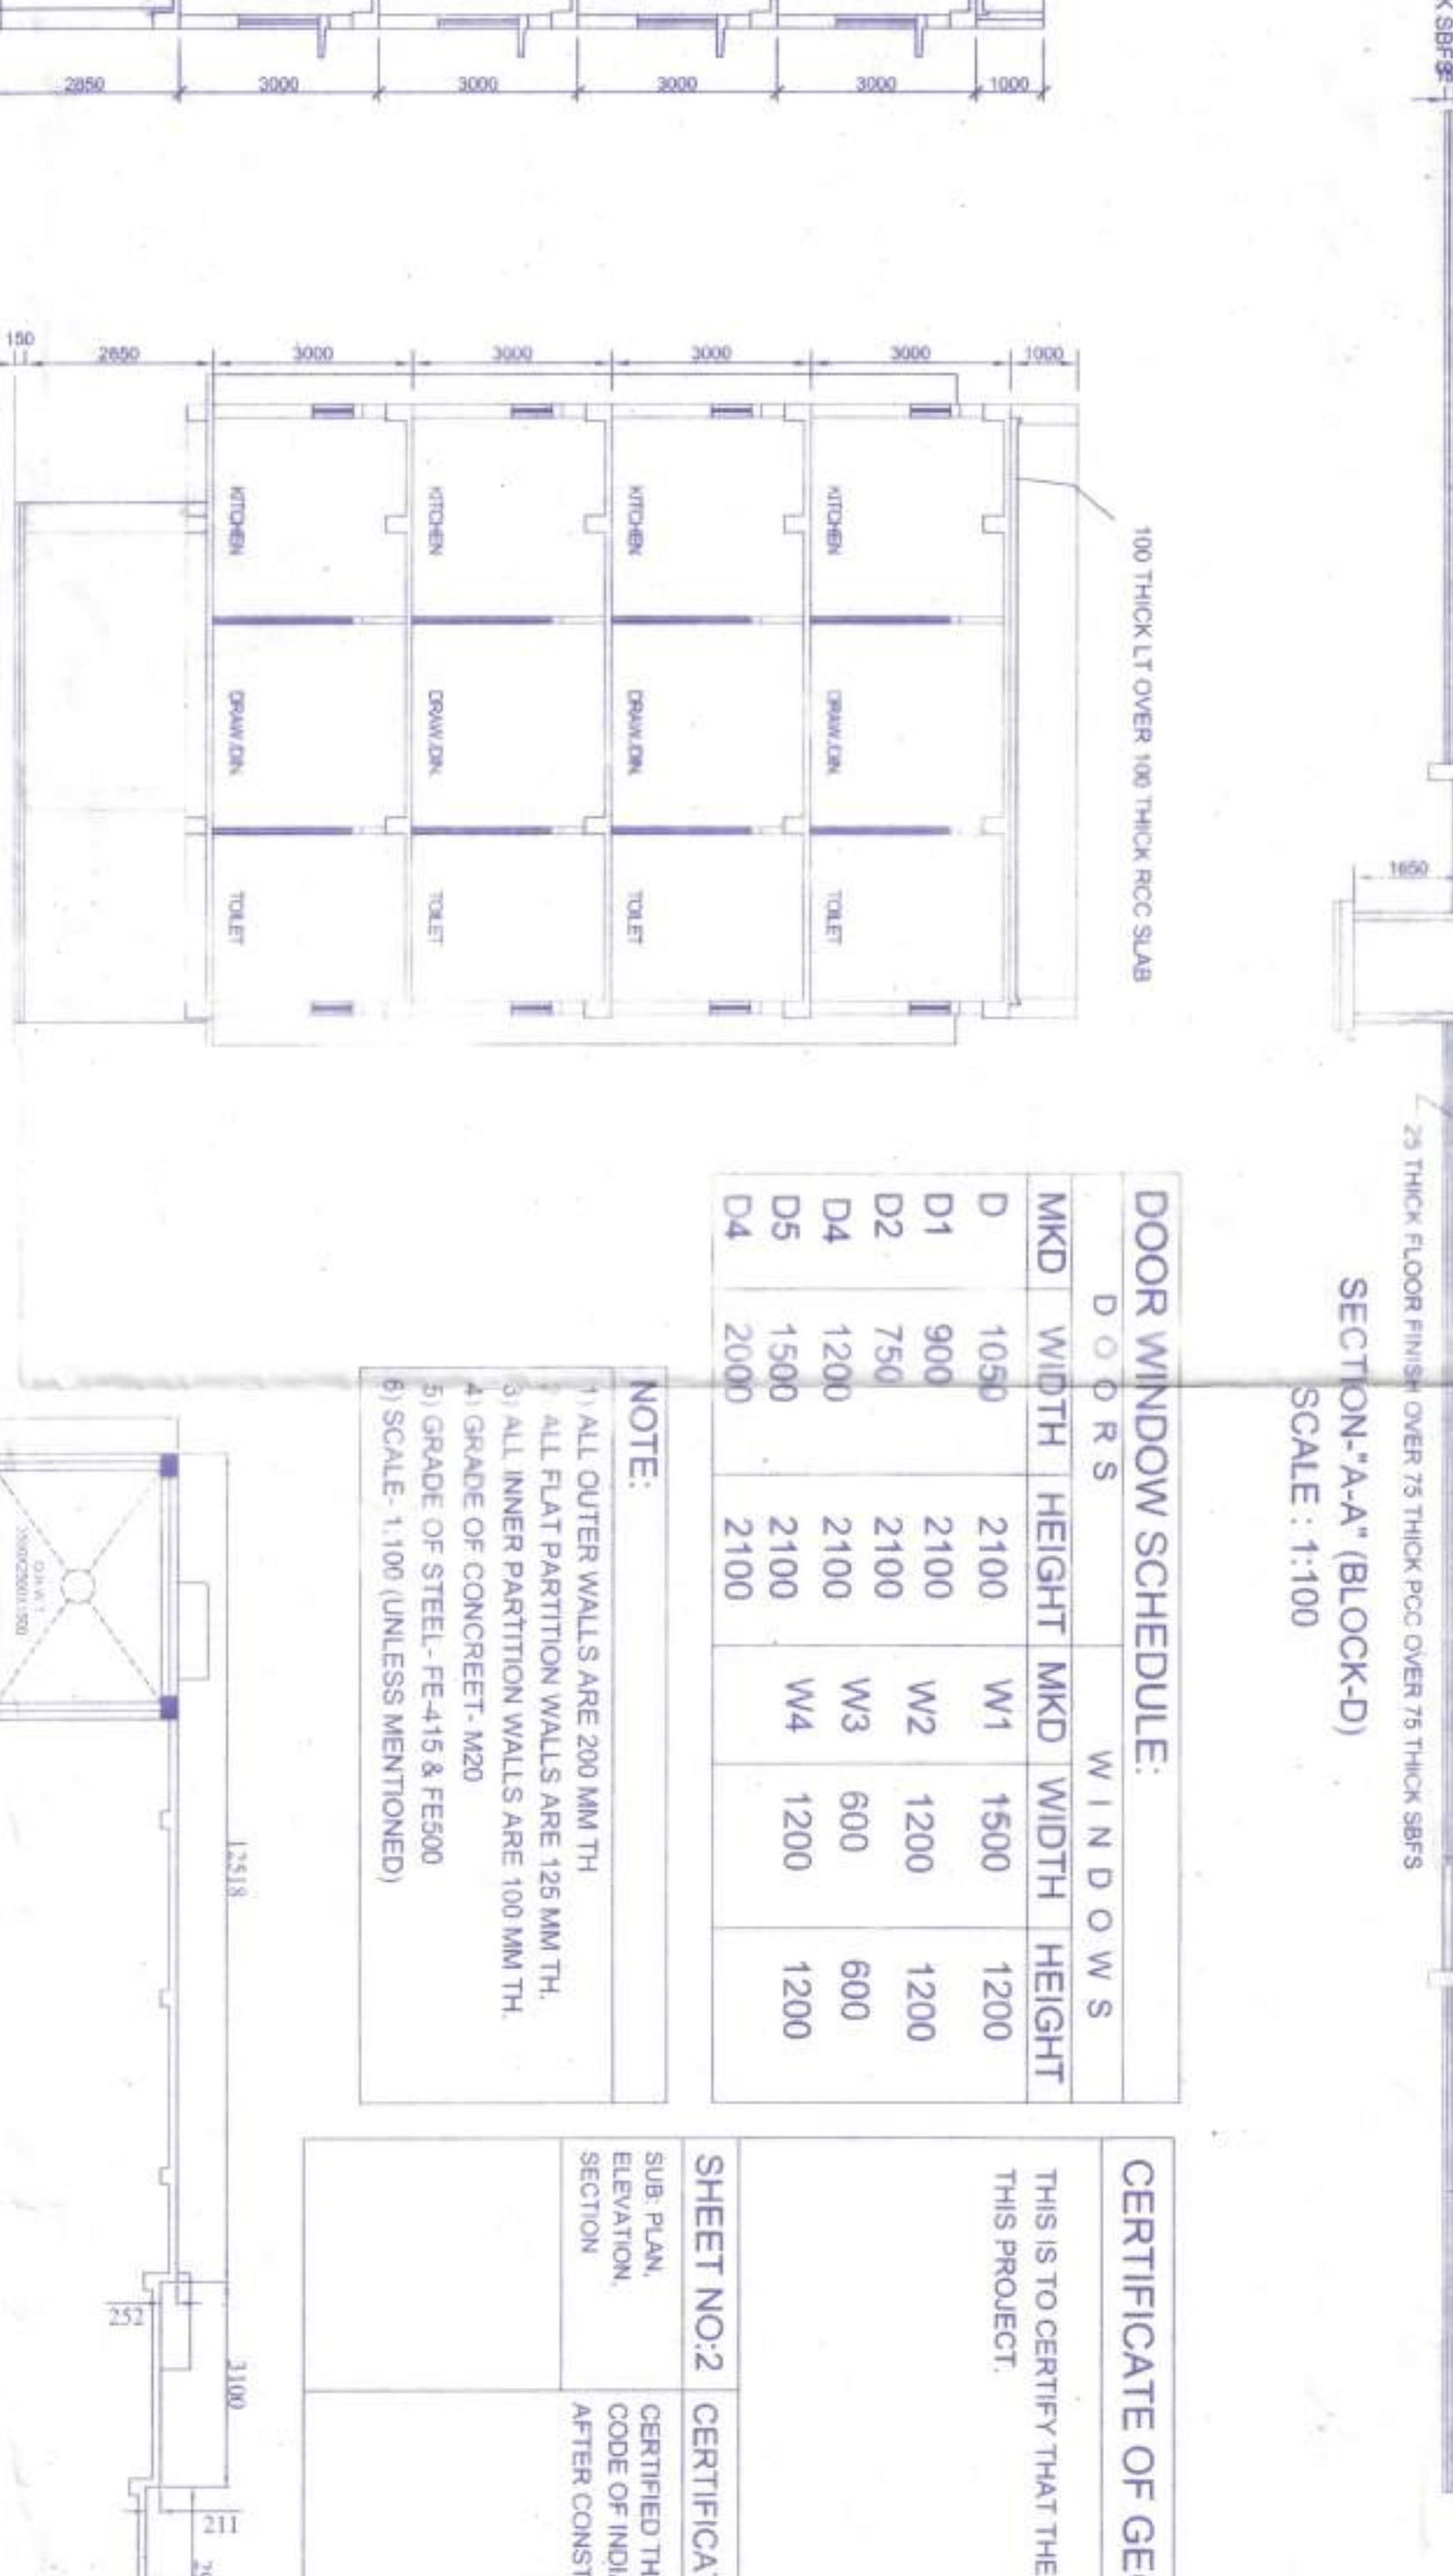 K SBFS
2850
3000
3000
3000
3000
1000
150
2850
3000
3000
3000
3000
1000
100 THICK LT OVER 100 THICK RCC SLAB
KITCHEN
DRAW./DIN.
TOILET
KITCHEN
DRAW./DIN.
TOILET
KITCHEN
DRAW./DIN.
TOILET
KITCHEN
DRAW./DIN.
TOILET
1650
25 THICK FLOOR FINISH OVER 75 THICK PCC OVER 75 THICK SBFS
SECTION-"A-A" (BLOCK-D)
SCALE : 1:100
DOOR WINDOW SCHEDULE:
D O O R S W I N D O W S
MKD WIDTH HEIGHT MKD WIDTH HEIGHT
D 1050 2100 W1 1500 1200
D1 900 2100 W2 1200 1200
D2 750 2100 W3 600 600
D4 1200 2100 W4 1200 1200
D5 1500 2100
D4 2000 2100
NOTE:
1) ALL OUTER WALLS ARE 200 MM TH
ALL FLAT PARTITION WALLS ARE 125 MM TH.
3) ALL INNER PARTITION WALLS ARE 100 MM TH.
4) GRADE OF CONCREET- M20
5) GRADE OF STEEL- FE-415 & FE500
6) SCALE- 1:100 (UNLESS MENTIONED)
CERTIFICATE OF GE
THIS IS TO CERTIFY THAT THE
THIS PROJECT.
SHEET NO:2
SUB: PLAN,
ELEVATION,
SECTION
CERTIFICA
CERTIFIED TH
CODE OF INDI
AFTER CONST
O.H.W.T
12518
3100
252
211